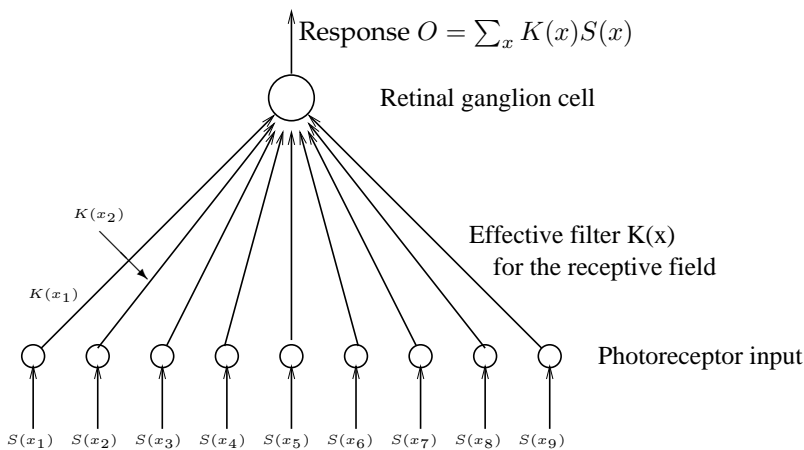 Response O = ∑ₓ K(x)S(x)
Retinal ganglion cell
K(x₂)
Effective filter K(x)
for the receptive field
K(x₁)
Photoreceptor input
S(x₁) S(x₂) S(x₃) S(x₄) S(x₅) S(x₆) S(x₇) S(x₈) S(x₉)